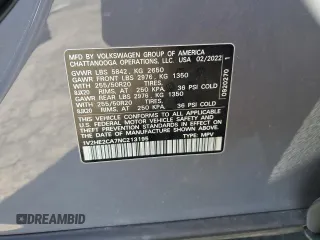 MFD. BY VOLKSWAGEN GROUP OF AMERICA
CHATTANOOGA OPERATIONS, LLC. USA 02/2022
GVWR LBS 5842, KG 2650
GAWR FRONT LBS 2976, KG 1350
WITH 255/50R20 TIRES,
8JX20 RIMS, AT 250 KPA, 36 PSI COLD
GAWR REAR LBS 2976, KG 1350
WITH 255/50R20 TIRES,
8JX20 RIMS, AT 250 KPA, 36 PSI COLD
THIS VEHICLE CONFORMS TO ALL APPLICABLE
FEDERAL MOTOR VEHICLE SAFETY AND
THEFT PREVENTION STANDARDS IN EFFECT ON
THE DATE OF MANUFACTURE SHOWN ABOVE.
1V2HE2CA7NC213186 TYPE: MPV
DEMOAMBID